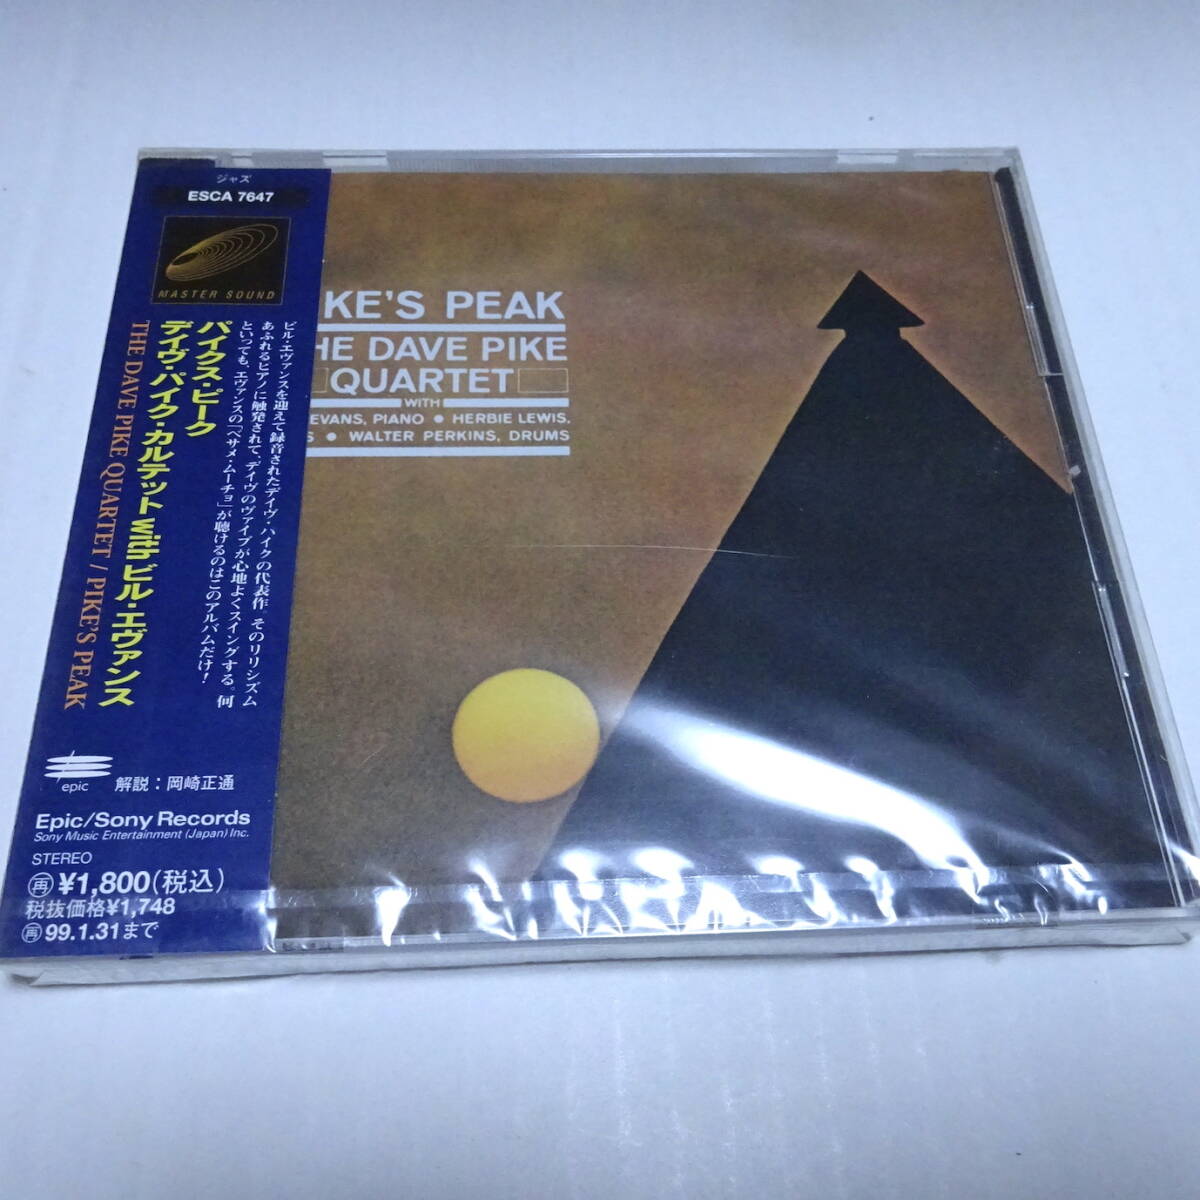 ジャズ
ESCA 7647
MASTER SOUND
ビル・エヴァンスを迎えて録音されたデイヴ・パイクの代表作。そのリリシズム
あふれるピアノに触発されて、デイヴのヴァイブが心地よくスイングする。何
といっても、エヴァンスの「ベサメ・ムーチョ」が聴けるのはこのアルバムだけ!
パイクス・ピーク
デイヴ・パイク・カルテット with ビル・エヴァンス
THE DAVE PIKE QUARTET / PIKE'S PEAK
epic
解説:岡崎正通
Epic/Sony Records
Sony Music Entertainment (Japan) Inc.
STEREO
再 ¥1,800(税込)
税抜価格¥1,748
再 99.1.31まで
KE'S PEAK
HE DAVE PIKE
QUARTET
WITH
EVANS, PIANO ● HERBIE LEWIS,
S ● WALTER PERKINS, DRUMS